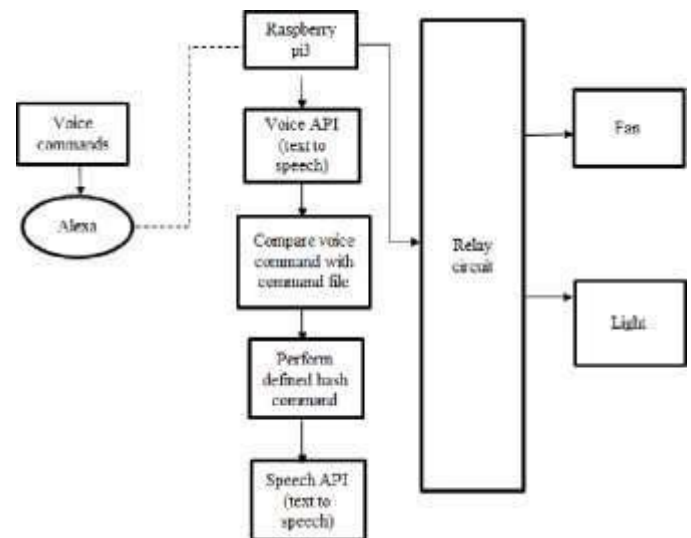 Raspberry
pi3
Voice
commands
Alexa
Voice API
(text to
speech)
Compare voice
command with
command file
Perform
defined bash
command
Speech API
(text to
speech)
Relay
circuit
Fan
Light